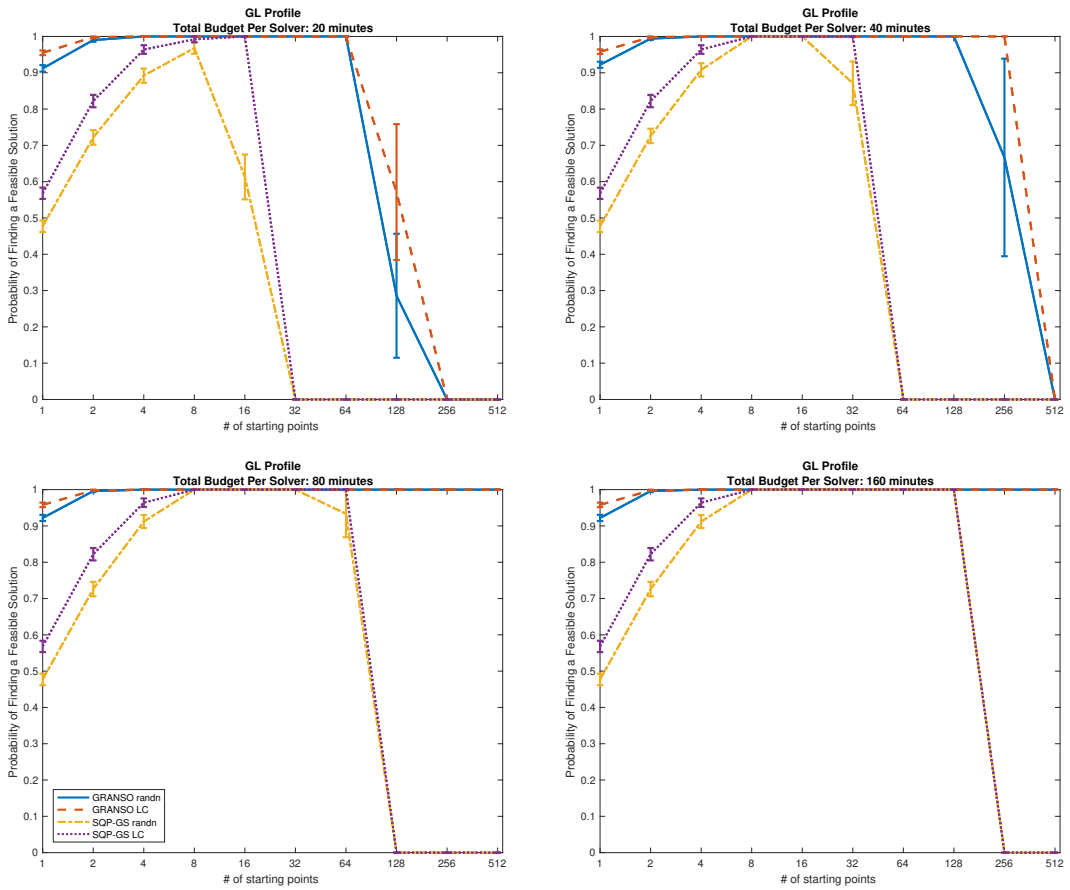 GL Profile
Total Budget Per Solver: 20 minutes
Probability of Finding a Feasible Solution
1
0.9
0.8
0.7
0.6
0.5
0.4
0.3
0.2
0.1
0
1 2 4 8 16 32 64 128 256 512
# of starting points
GL Profile
Total Budget Per Solver: 40 minutes
Probability of Finding a Feasible Solution
1
0.9
0.8
0.7
0.6
0.5
0.4
0.3
0.2
0.1
0
1 2 4 8 16 32 64 128 256 512
# of starting points
GL Profile
Total Budget Per Solver: 80 minutes
Probability of Finding a Feasible Solution
1
0.9
0.8
0.7
0.6
0.5
0.4
0.3
0.2
0.1
0
GRANSO randn
GRANSO LC
SQP-GS randn
SQP-GS LC
1 2 4 8 16 32 64 128 256 512
# of starting points
GL Profile
Total Budget Per Solver: 160 minutes
Probability of Finding a Feasible Solution
1
0.9
0.8
0.7
0.6
0.5
0.4
0.3
0.2
0.1
0
1 2 4 8 16 32 64 128 256 512
# of starting points